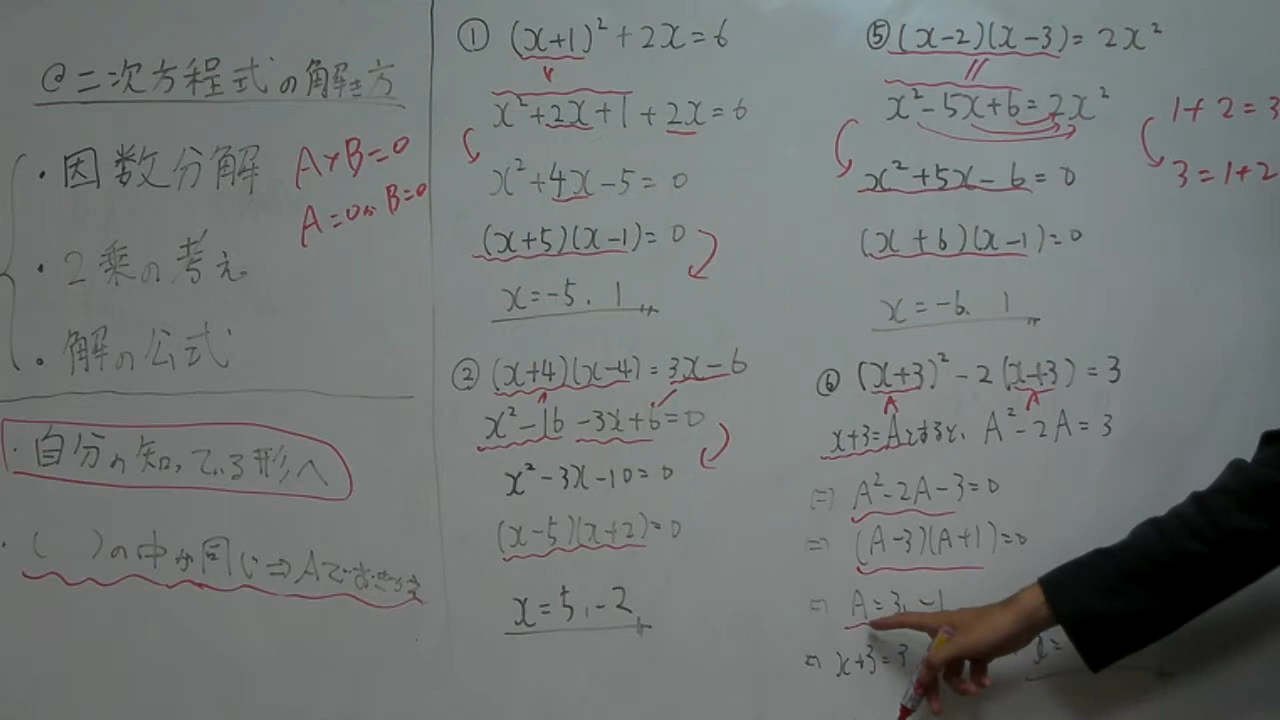 @二次方程式の解き方
・因数分解 A×B=0
A=0or B=0
・2乗の考え
・解の公式
・自分の知っている形へ
・( )の中が同じ⇒Aでおきかえ
① (x+1)²+2x=6
x²+2x+1+2x=6
x²+4x-5=0
(x+5)(x-1)=0
x=-5、1
② (x+4)(x-4)=3x-6
x²-16-3x+6=0
x²-3x-10=0
(x-5)(x+2)=0
x=5、-2
⑤ (x-2)(x-3)=2x²
x²-5x+6=2x²
x²+5x-6=0
(x+6)(x-1)=0
x=-6、1
1+2=3
3=1+2
⑥ (x+3)²-2(x+3)=3
A A
x+3=Aとすると、A²-2A=3
⇒ A²-2A-3=0
⇒ (A-3)(A+1)=0
⇒ A=3、-1
⇒ x+3=3
x=